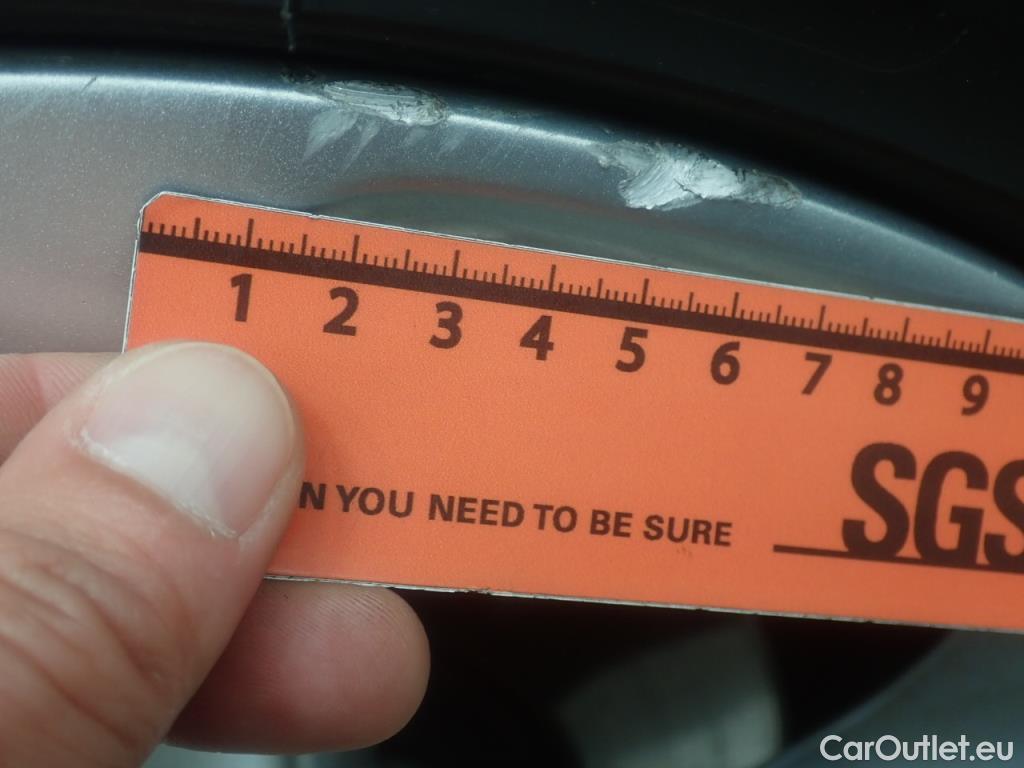 1 2 3 4 5 6 7 8 9
N YOU NEED TO BE SURE
SGS
CarOutlet.eu